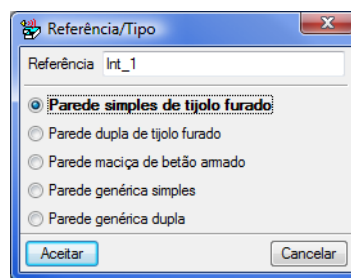 Referência/Tipo
Referência Int_1
Parede simples de tijolo furado
Parede dupla de tijolo furado
Parede maciça de betão armado
Parede genérica simples
Parede genérica dupla
Aceitar Cancelar